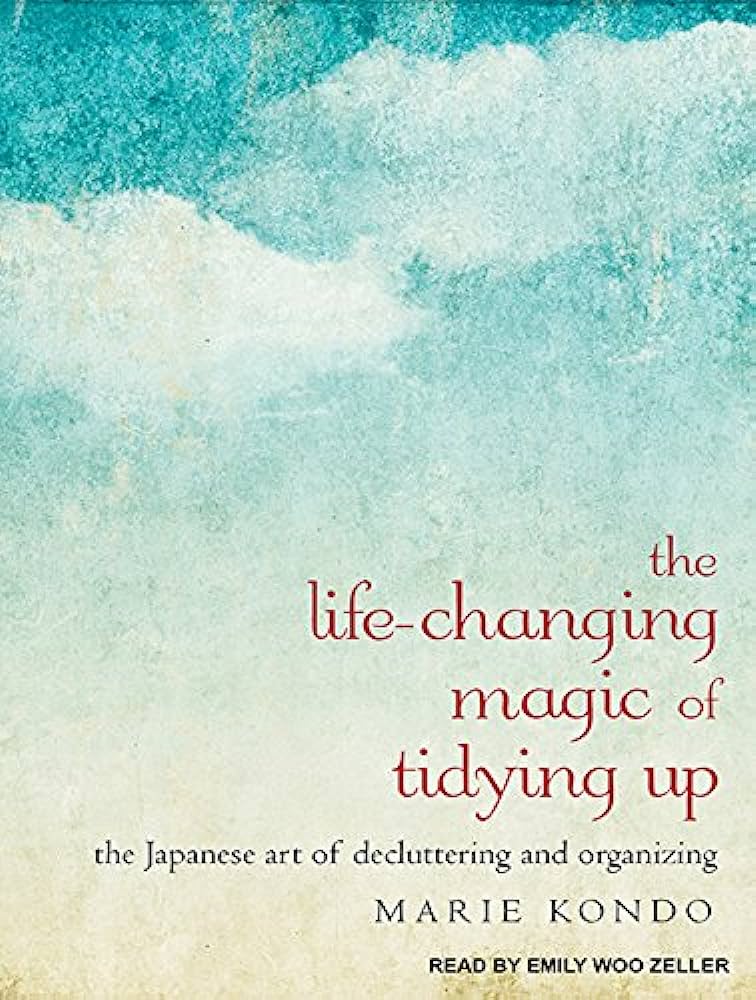 the
life-changing
magic of
tidying up
the Japanese art of decluttering and organizing
MARIE KONDO
READ BY EMILY WOO ZELLER